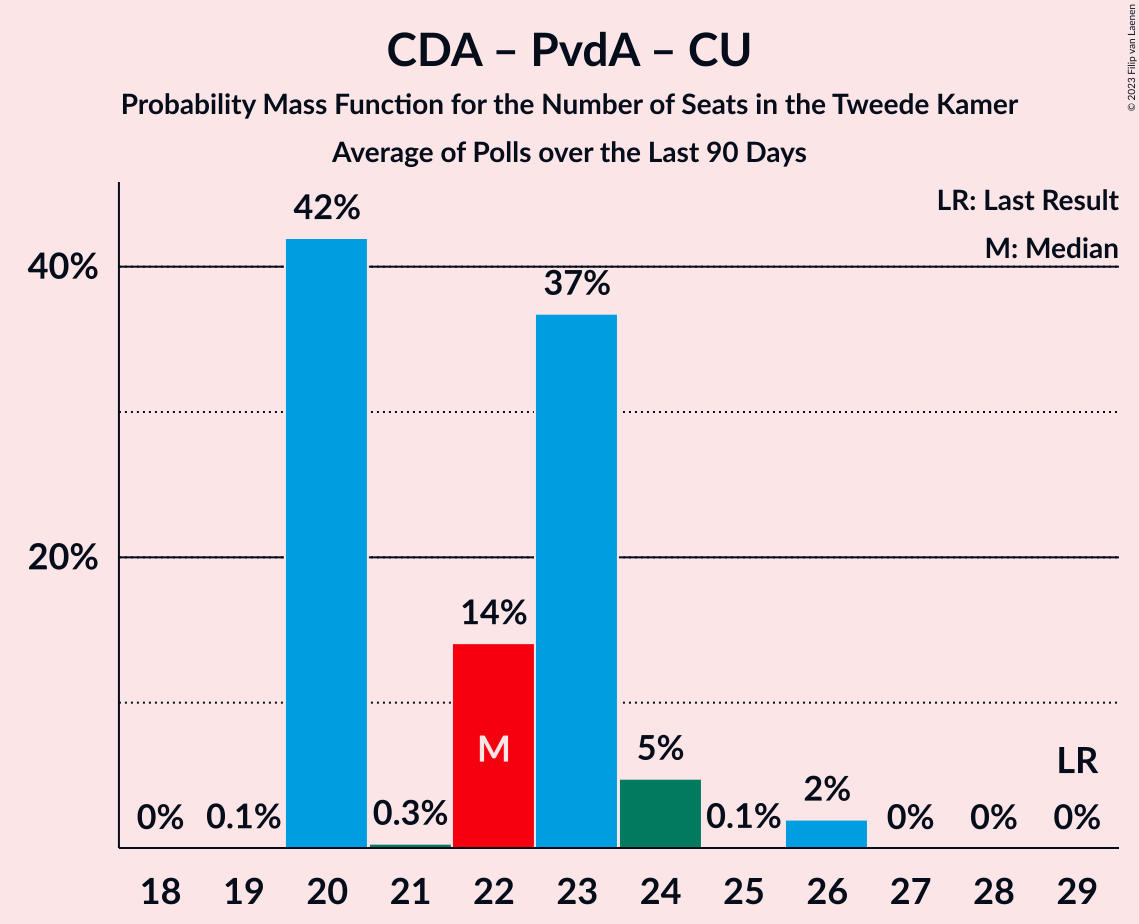 CDA – PvdA – CU
Probability Mass Function for the Number of Seats in the Tweede Kamer
Average of Polls over the Last 90 Days
© 2023 Filip van Laenen
LR: Last Result
M: Median
40%
20%
0%
0.1%
42%
0.3%
14%
M
37%
5%
0.1%
2%
0%
0%
LR
0%
18 19 20 21 22 23 24 25 26 27 28 29